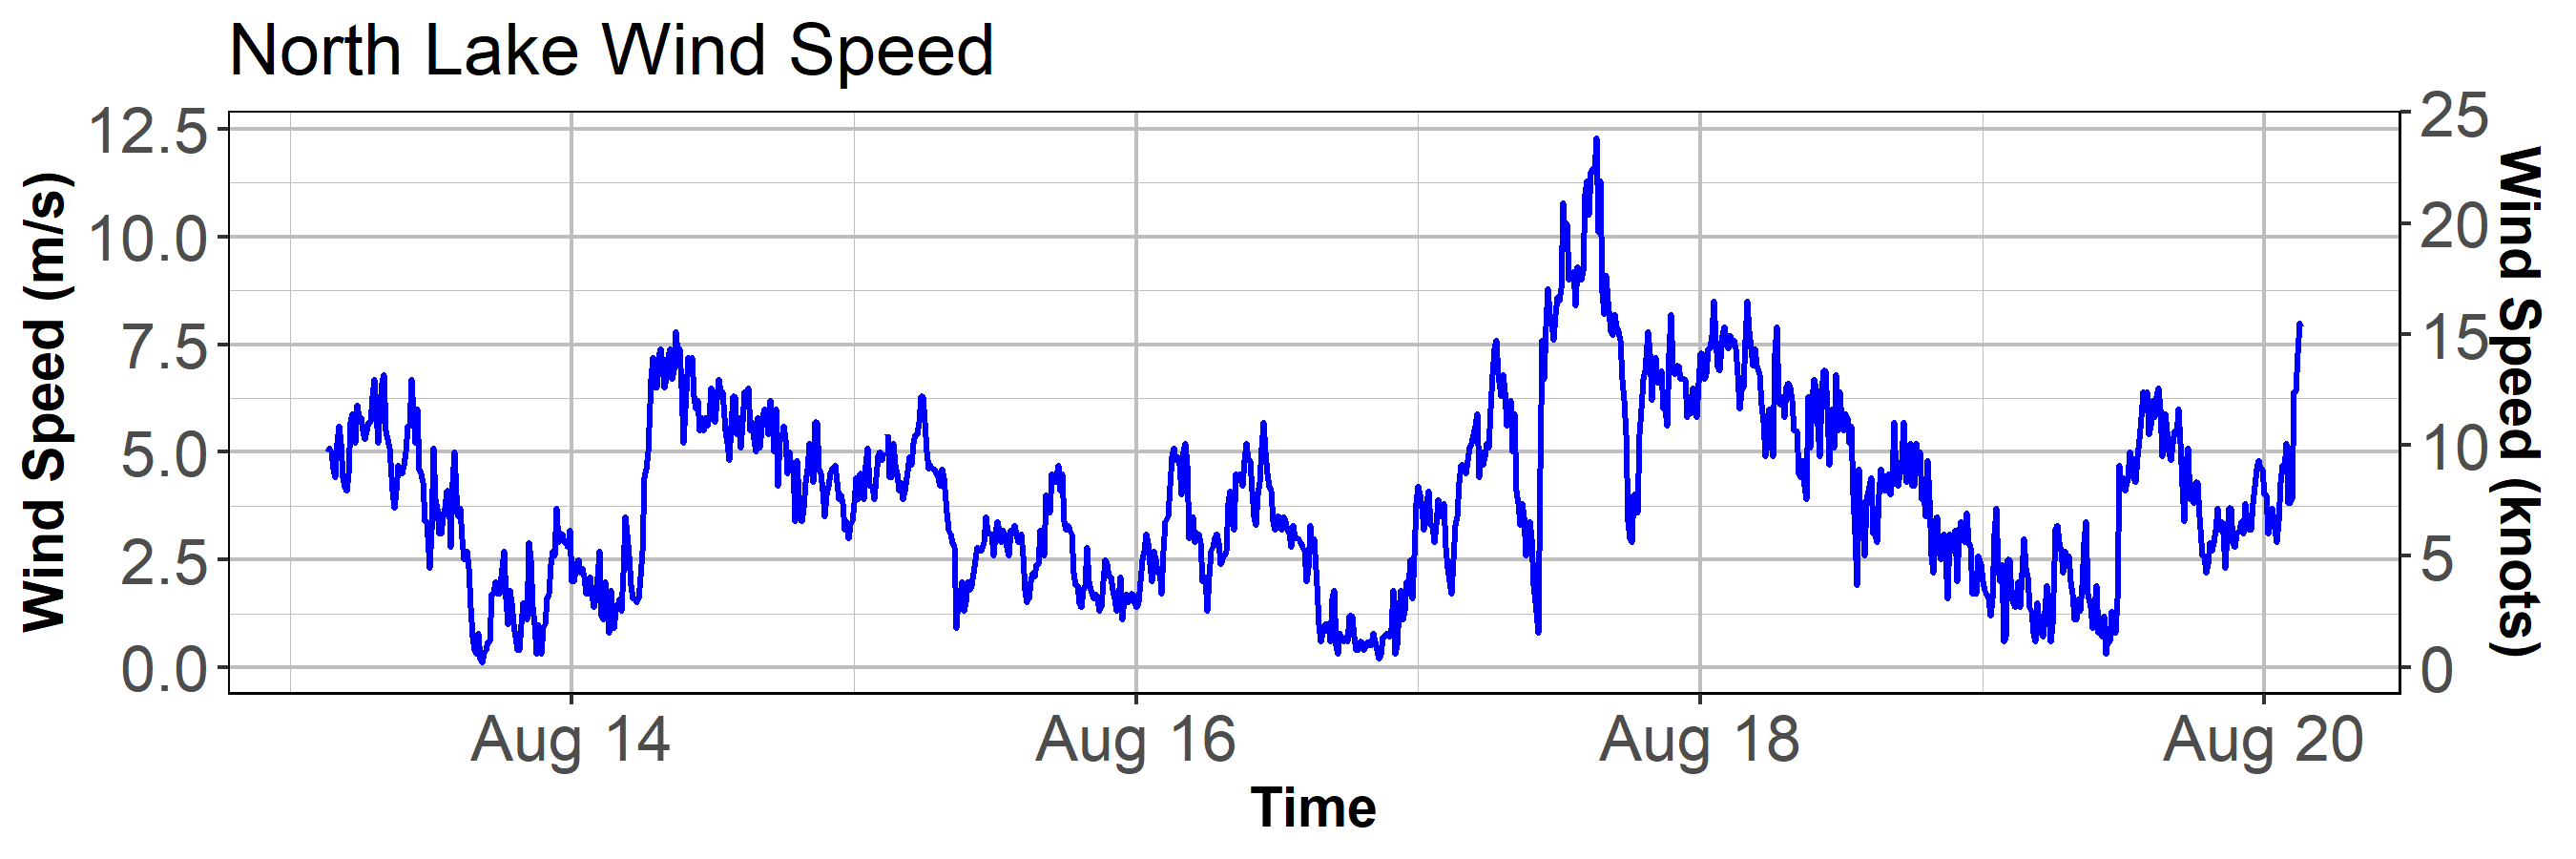 North Lake Wind Speed
Wind Speed (m/s)
12.5
10.0
7.5
5.0
2.5
0.0
25
20
15
10
5
0
Wind Speed (knots)
Aug 14 Aug 16 Aug 18 Aug 20
Time